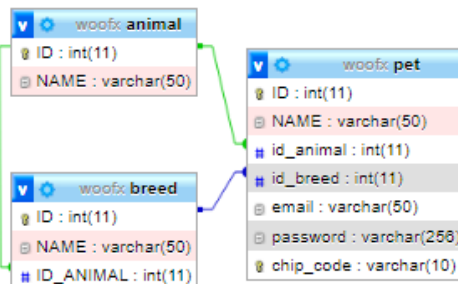 v woofx animal
ID : int(11)
NAME : varchar(50)
v woofx breed
ID : int(11)
NAME : varchar(50)
# ID_ANIMAL : int(11)
v woofx pet
ID : int(11)
NAME : varchar(50)
# id_animal : int(11)
# id_breed : int(11)
email : varchar(50)
password : varchar(256)
chip_code : varchar(10)